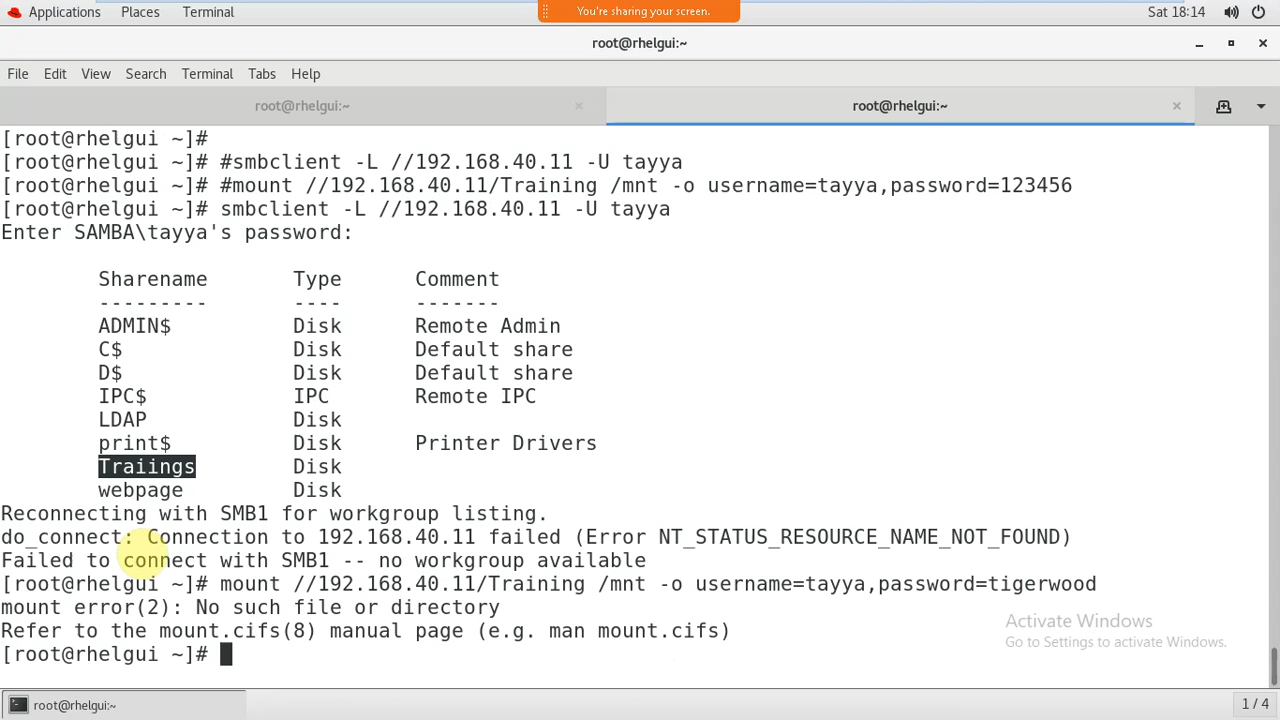 Applications Places Terminal You're sharing your screen. Sat 18:14
root@rhelgui:~
File Edit View Search Terminal Tabs Help
root@rhelgui:~ × root@rhelgui:~ ×
[root@rhelgui ~]#
[root@rhelgui ~]# #smbclient -L //192.168.40.11 -U tayya
[root@rhelgui ~]# #mount //192.168.40.11/Training /mnt -o username=tayya,password=123456
[root@rhelgui ~]# smbclient -L //192.168.40.11 -U tayya
Enter SAMBA\tayya's password:
Sharename Type Comment
--------- ---- -------
ADMIN$ Disk Remote Admin
C$ Disk Default share
D$ Disk Default share
IPC$ IPC Remote IPC
LDAP Disk
print$ Disk Printer Drivers
Traiings Disk
webpage Disk
Reconnecting with SMB1 for workgroup listing.
do_connect: Connection to 192.168.40.11 failed (Error NT_STATUS_RESOURCE_NAME_NOT_FOUND)
Failed to connect with SMB1 -- no workgroup available
[root@rhelgui ~]# mount //192.168.40.11/Training /mnt -o username=tayya,password=tigerwood
mount error(2): No such file or directory
Refer to the mount.cifs(8) manual page (e.g. man mount.cifs)
[root@rhelgui ~]#
Activate Windows
Go to Settings to activate Windows.
root@rhelgui:~ 1 / 4